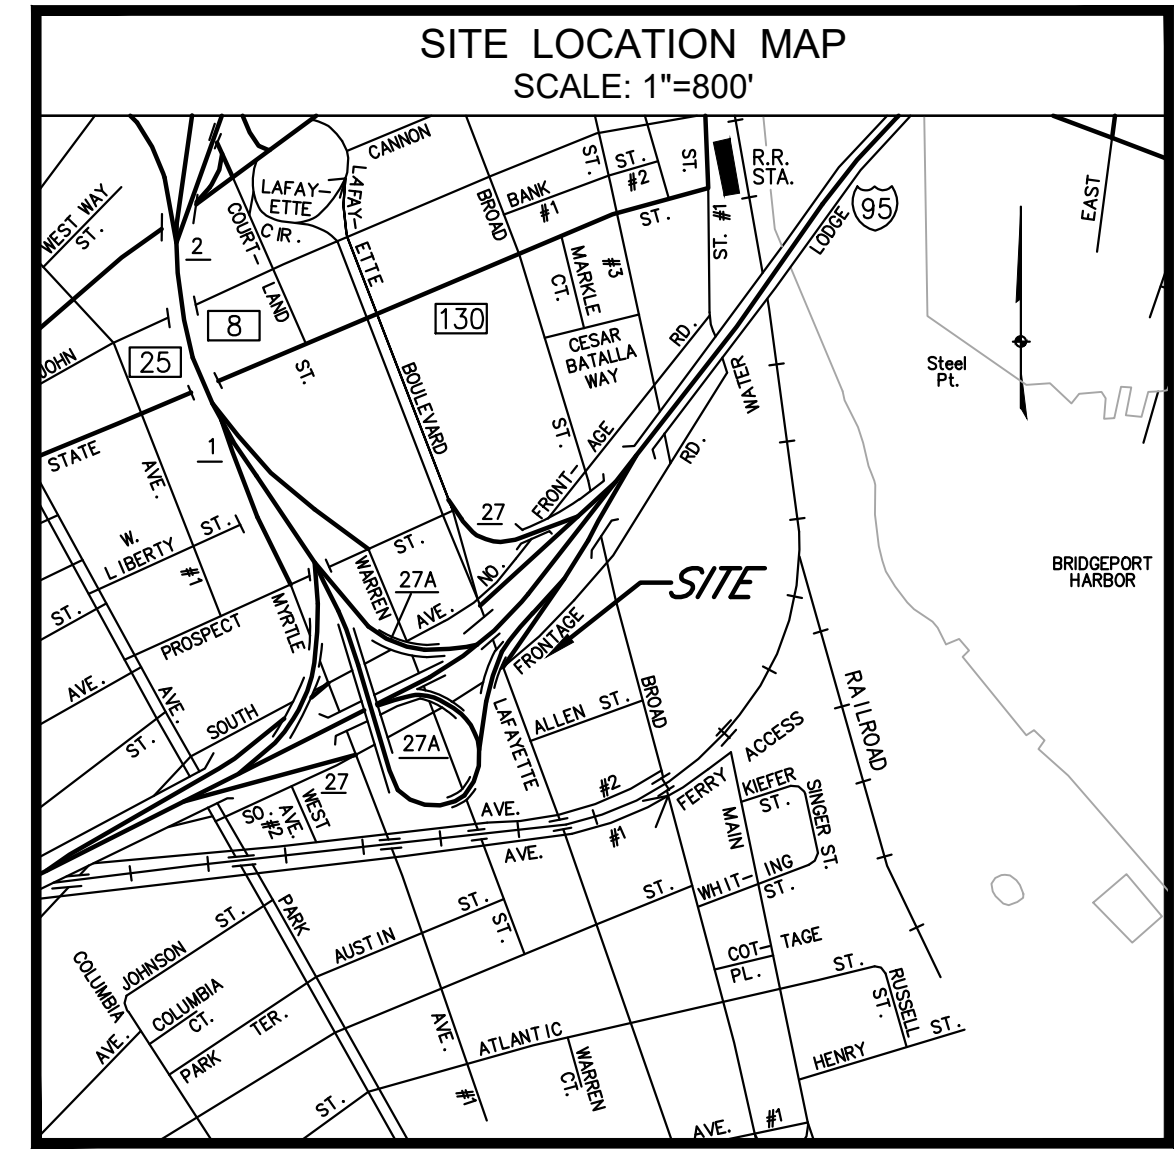 SITE LOCATION MAP
SCALE: 1"=800'
CANNON
LAFAY-
ETTE
CIR.
LAFAY-
ETTE
BOULEVARD
COURT-
LAND
ST.
WEST WAY
ST.
2
8
25
130
BROAD
ST.
BANK
#1
ST.
#2
ST.
ST.
#1
ST.
ST.
R.R.
STA.
MARKLE
CT.
#3
CESAR
BATALLA
WAY
RD.
LODGE
95
EAST
Steel
Pt.
WATER
RD.
JOHN
STATE
AVE.
1
ST.
FRONT-
AGE
27
NO.
W.
LIBERTY
ST.
#1
ST.
WARREN
27A
AVE.
SITE
BRIDGEPORT
HARBOR
ST.
PROSPECT
MYRTLE
FRONTAGE
AVE.
AVE.
SOUTH
ST.
LAFAYETTE
ALLEN ST.
BROAD
RAILROAD
27A
27
SO.
#2
AVE.
WEST
AVE.
#2
FERRY
ACCESS
#1
AVE.
KIEFER
ST.
MAIN
SINGER ST.
WHIT-
ING
ST.
ST.
ST.
ST.
PARK
AUSTIN
ST.
JOHNSON
COLUMBIA
AVE.
COLUMBIA
CT.
PARK
TER.
COT-
TAGE
PL.
ST.
RUSSELL
ST.
ST.
HENRY
AVE.
#1
ATLANTIC
WARREN
CT.
ST.
AVE.
#1